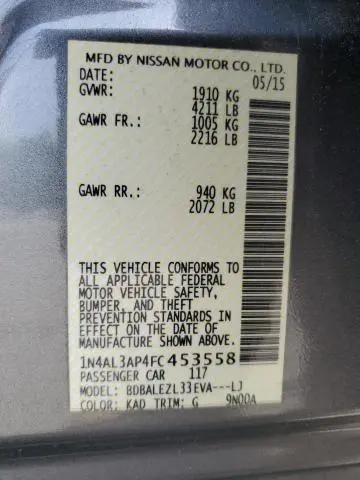 MFD BY NISSAN MOTOR CO., LTD.
DATE: 05/15
GVWR: 1910 KG
4211 LB
GAWR FR.: 1005 KG
2216 LB
GAWR RR.: 940 KG
2072 LB
THIS VEHICLE CONFORMS TO
ALL APPLICABLE FEDERAL
MOTOR VEHICLE SAFETY,
BUMPER, AND THEFT
PREVENTION STANDARDS
IN EFFECT ON THE DATE OF
MANUFACTURE SHOWN ABOVE.
1N4AL3AP4FC453558
PASSENGER CAR 117
MODEL: BDBALEZL33EVA---LJ
COLOR: KAD TRIM: G 9N00A